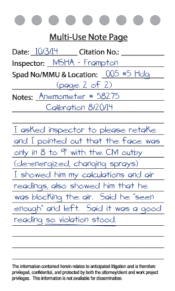 Multi-Use Note Page
Date: 10/3/14 Citation No.:
Inspector: MSHA - Frampton
Spad No/MMU & Location: 005 #5 Hdg
(page 2 of 2)
Notes: Anemometer # 58275
Calibration 8/20/14
I asked inspector to please retake
and I pointed out that the face was
only in 8 to 9' with the CM outby
(de-energized, changing sprays)
I showed him my calculations and air
readings, also showed him that he
was blocking the air. Said he "seen
enough" and left. Said it was a good
reading so violation stood.
The information contained herein relates to anticipated litigation and is therefore
privileged, confidential, and protected by both the attorney/client and work project
privileges. This information is not available for dissemination.